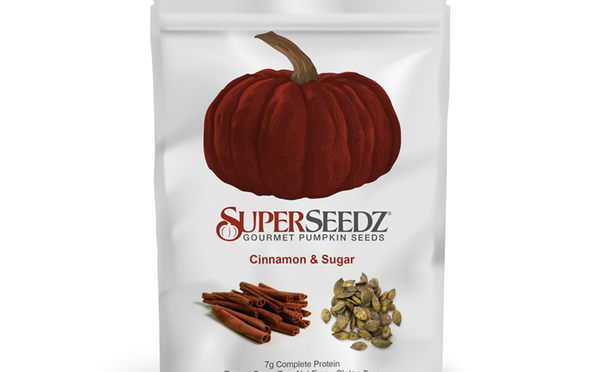 SUPERSEEDZ®
GOURMET PUMPKIN SEEDS
Cinnamon & Sugar
7g Complete Protein